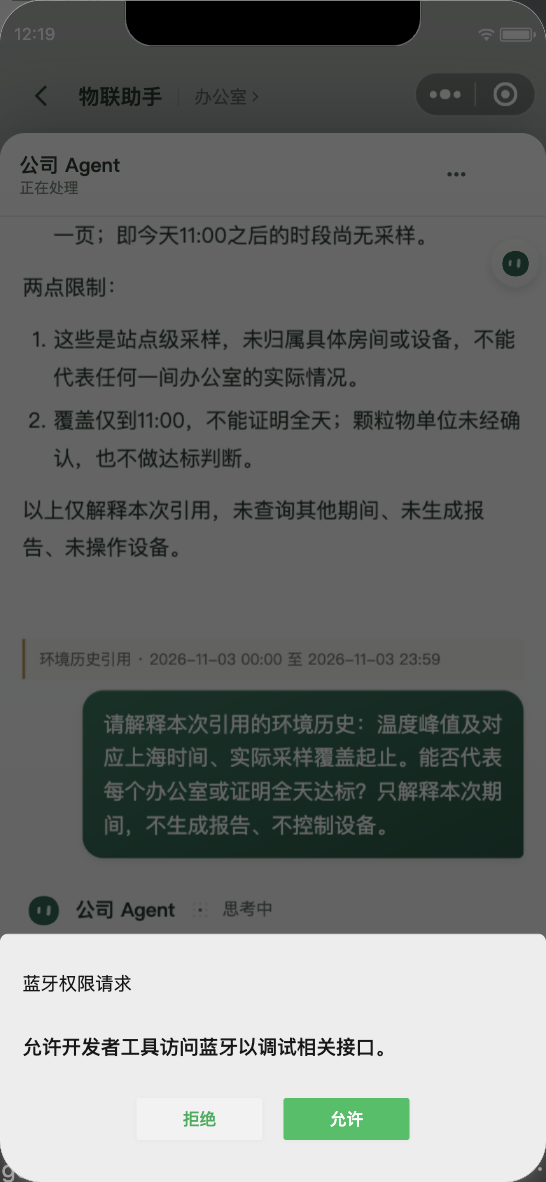 12:19
物联助手
办公室 >
公司 Agent
正在处理
一页；即今天11:00之后的时段尚无采样。
两点限制：
1. 这些是站点级采样，未归属具体房间或设备，不能
代表任何一间办公室的实际情况。
2. 覆盖仅到11:00，不能证明全天；颗粒物单位未经确
认，也不做达标判断。
以上仅解释本次引用，未查询其他期间、未生成报
告、未操作设备。
环境历史引用 · 2026-11-03 00:00 至 2026-11-03 23:59
请解释本次引用的环境历史：温度峰值及对
应上海时间、实际采样覆盖起止。能否代表
每个办公室或证明全天达标？只解释本次期
间，不生成报告、不控制设备。
公司 Agent
思考中
蓝牙权限请求
允许开发者工具访问蓝牙以调试相关接口。
拒绝
允许